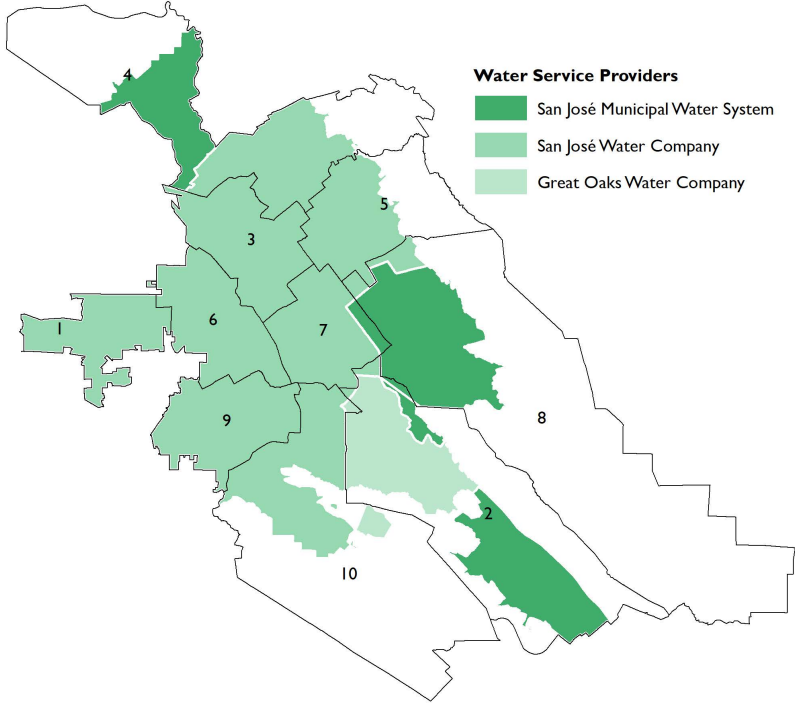 Water Service Providers
San José Municipal Water System
San José Water Company
Great Oaks Water Company
4
5
3
1
6
7
9
8
2
10